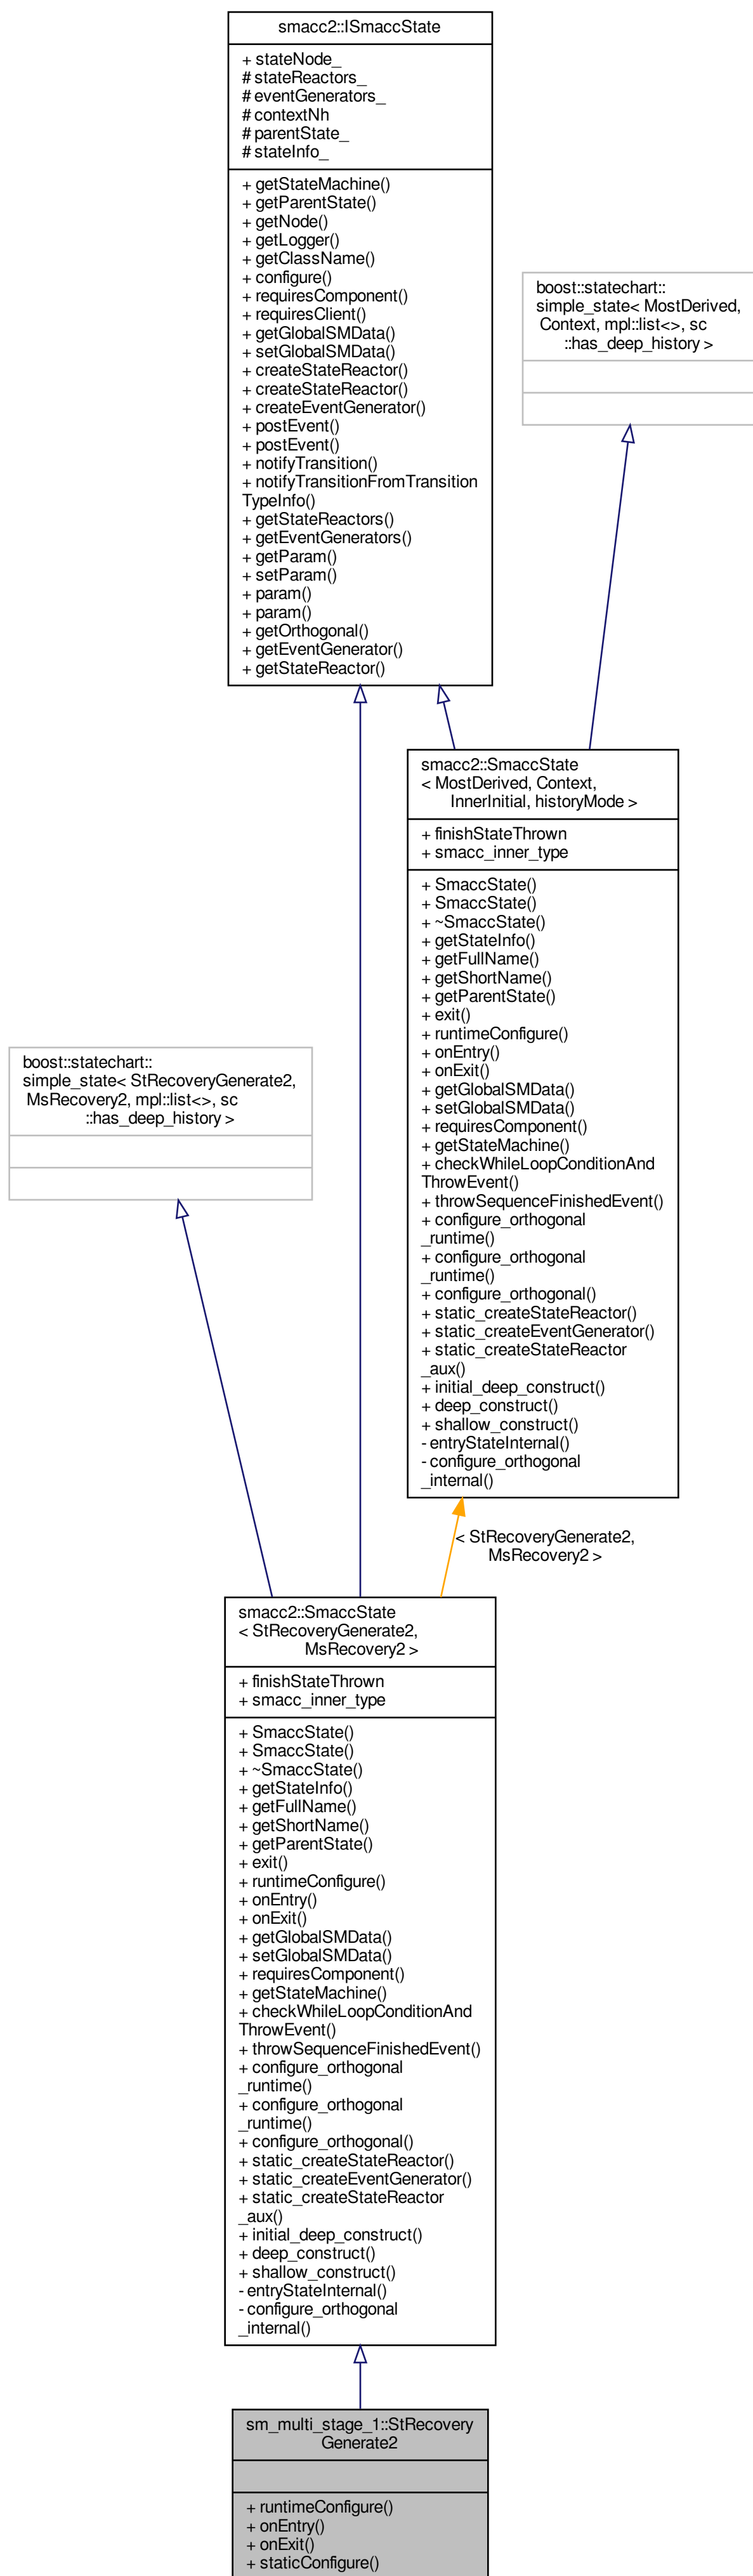 smacc2::ISmaccState
+ stateNode_
# stateReactors_
# eventGenerators_
# contextNh
# parentState_
# stateInfo_
+ getStateMachine()
+ getParentState()
+ getNode()
+ getLogger()
+ getClassName()
+ configure()
+ requiresComponent()
+ requiresClient()
+ getGlobalSMData()
+ setGlobalSMData()
+ createStateReactor()
+ createStateReactor()
+ createEventGenerator()
+ postEvent()
+ postEvent()
+ notifyTransition()
+ notifyTransitionFromTransition
TypeInfo()
+ getStateReactors()
+ getEventGenerators()
+ getParam()
+ setParam()
+ param()
+ param()
+ getOrthogonal()
+ getEventGenerator()
+ getStateReactor()
boost::statechart::
simple_state< MostDerived,
Context, mpl::list<>, sc
::has_deep_history >
smacc2::SmaccState
< MostDerived, Context,
InnerInitial, historyMode >
+ finishStateThrown
+ smacc_inner_type
+ SmaccState()
+ SmaccState()
+ ~SmaccState()
+ getStateInfo()
+ getFullName()
+ getShortName()
+ getParentState()
+ exit()
+ runtimeConfigure()
+ onEntry()
+ onExit()
+ getGlobalSMData()
+ setGlobalSMData()
+ requiresComponent()
+ getStateMachine()
+ checkWhileLoopConditionAnd
ThrowEvent()
+ throwSequenceFinishedEvent()
+ configure_orthogonal
_runtime()
+ configure_orthogonal
_runtime()
+ configure_orthogonal()
+ static_createStateReactor()
+ static_createEventGenerator()
+ static_createStateReactor
_aux()
+ initial_deep_construct()
+ deep_construct()
+ shallow_construct()
- entryStateInternal()
- configure_orthogonal
_internal()
boost::statechart::
simple_state< StRecoveryGenerate2,
MsRecovery2, mpl::list<>, sc
::has_deep_history >
< StRecoveryGenerate2,
MsRecovery2 >
smacc2::SmaccState
< StRecoveryGenerate2,
MsRecovery2 >
+ finishStateThrown
+ smacc_inner_type
+ SmaccState()
+ SmaccState()
+ ~SmaccState()
+ getStateInfo()
+ getFullName()
+ getShortName()
+ getParentState()
+ exit()
+ runtimeConfigure()
+ onEntry()
+ onExit()
+ getGlobalSMData()
+ setGlobalSMData()
+ requiresComponent()
+ getStateMachine()
+ checkWhileLoopConditionAnd
ThrowEvent()
+ throwSequenceFinishedEvent()
+ configure_orthogonal
_runtime()
+ configure_orthogonal
_runtime()
+ configure_orthogonal()
+ static_createStateReactor()
+ static_createEventGenerator()
+ static_createStateReactor
_aux()
+ initial_deep_construct()
+ deep_construct()
+ shallow_construct()
- entryStateInternal()
- configure_orthogonal
_internal()
sm_multi_stage_1::StRecovery
Generate2
+ runtimeConfigure()
+ onEntry()
+ onExit()
+ staticConfigure()